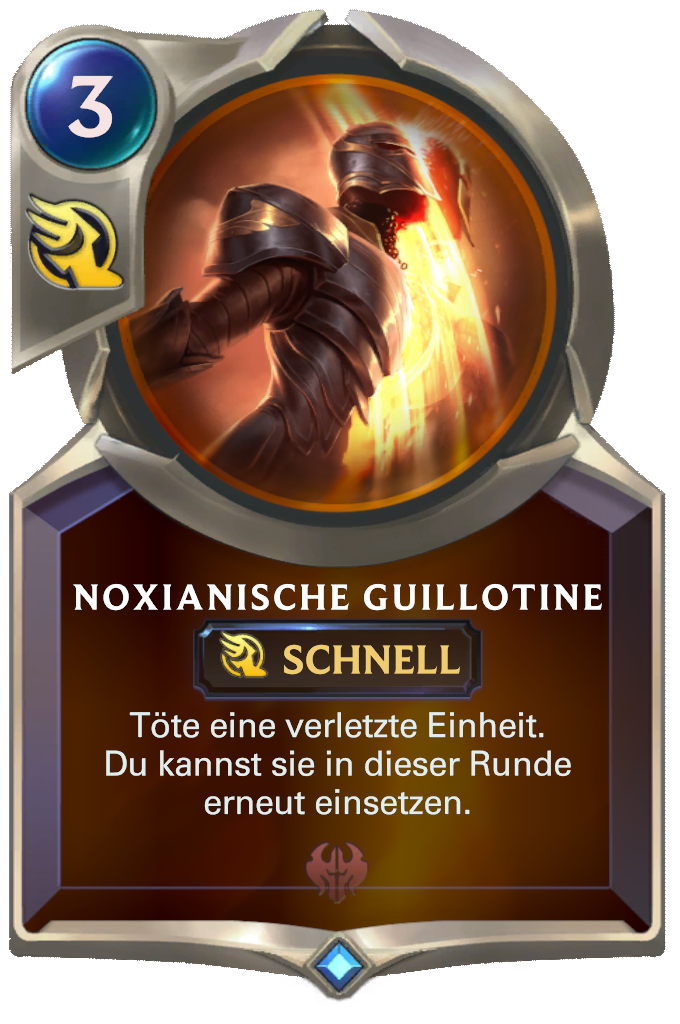 3
NOXIANISCHE GUILLOTINE
SCHNELL
Töte eine verletzte Einheit.
Du kannst sie in dieser Runde
erneut einsetzen.